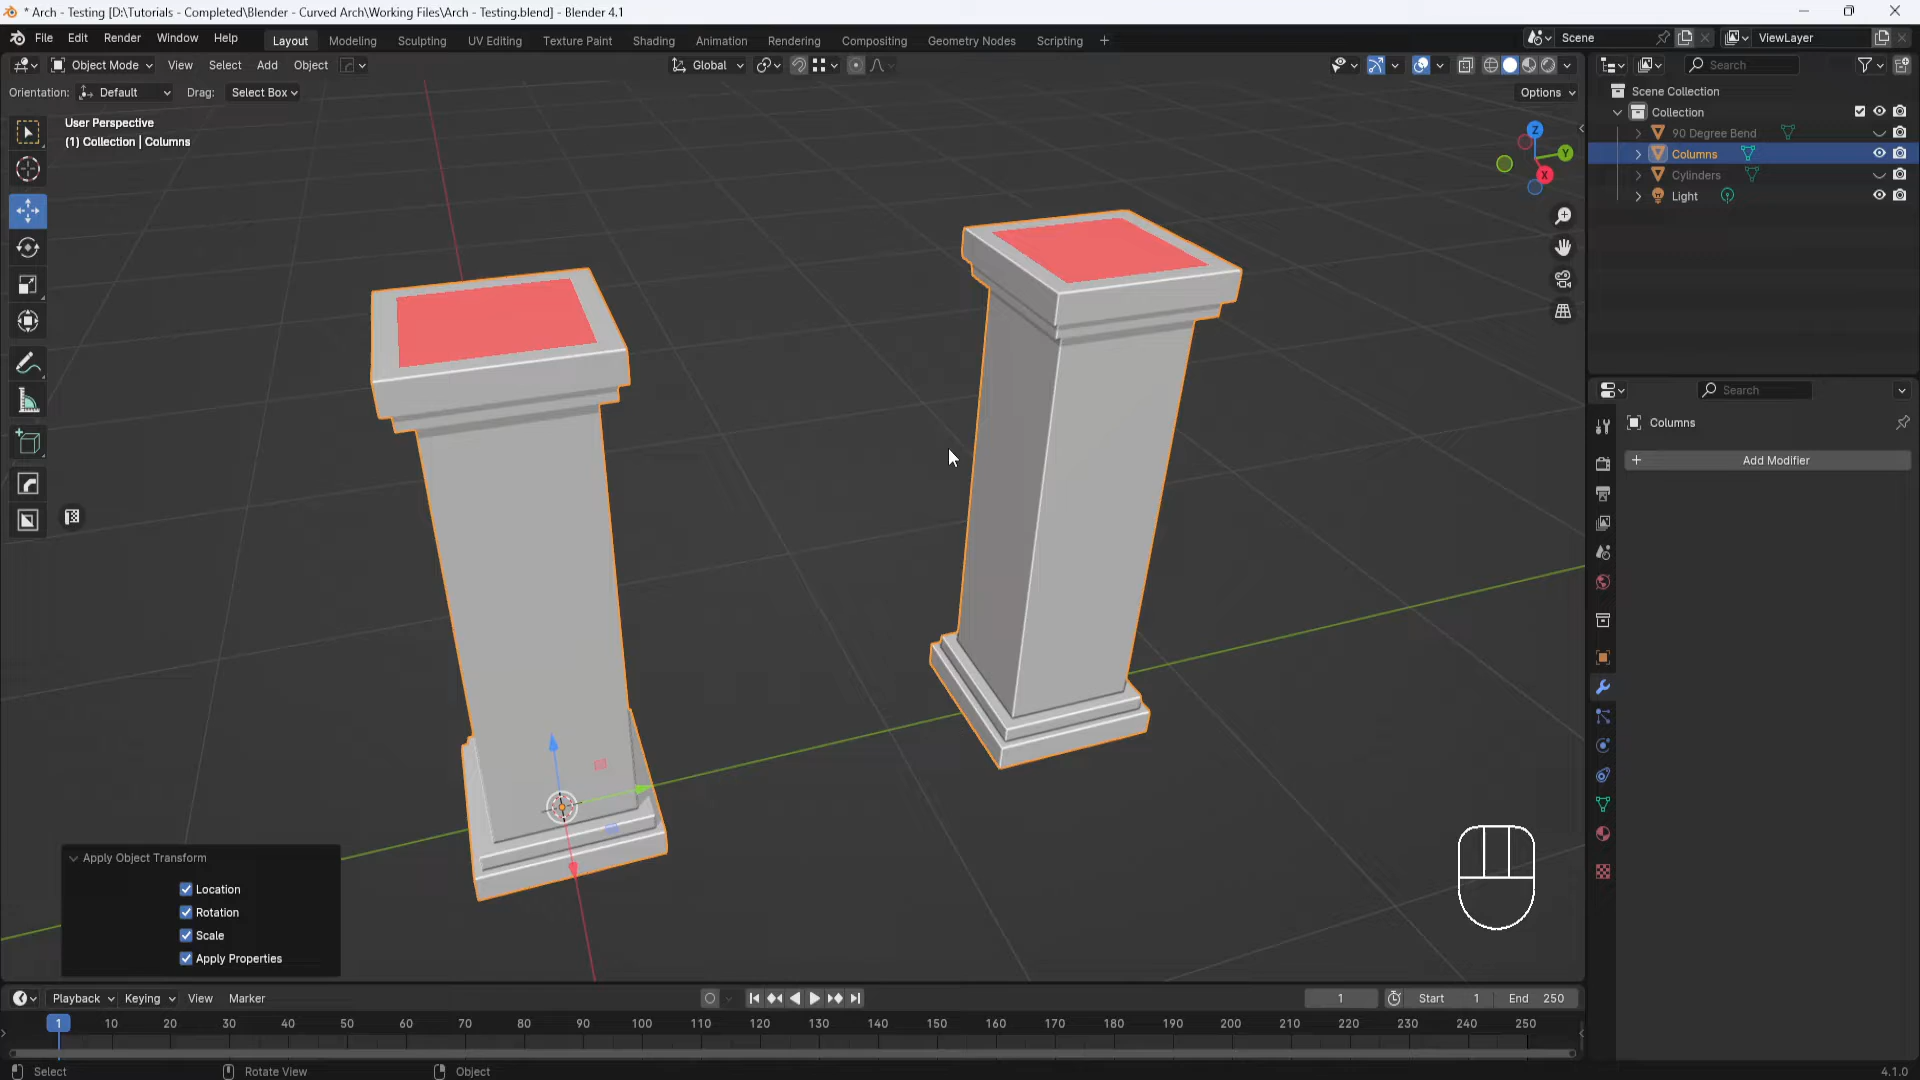 * Arch - Testing [D:\Tutorials - Completed\Blender - Curved Arch\Working Files\Arch - Testing.blend] - Blender 4.1
File Edit Render Window Help Layout Modeling Sculpting UV Editing Texture Paint Shading Animation Rendering Compositing Geometry Nodes Scripting + Scene ViewLayer
Object Mode View Select Add Object Global Search
Orientation: Default Drag: Select Box Options
User Perspective
(1) Collection | Columns
Z
Y
X
Scene Collection
Collection
90 Degree Bend
Columns
Cylinders
Light
Search
Columns
+ Add Modifier
Apply Object Transform
Location
Rotation
Scale
Apply Properties
Playback Keying View Marker 1 Start 1 End 250
1 10 20 30 40 50 60 70 80 90 100 110 120 130 140 150 160 170 180 190 200 210 220 230 240 250
Select Rotate View Object 4.1.0